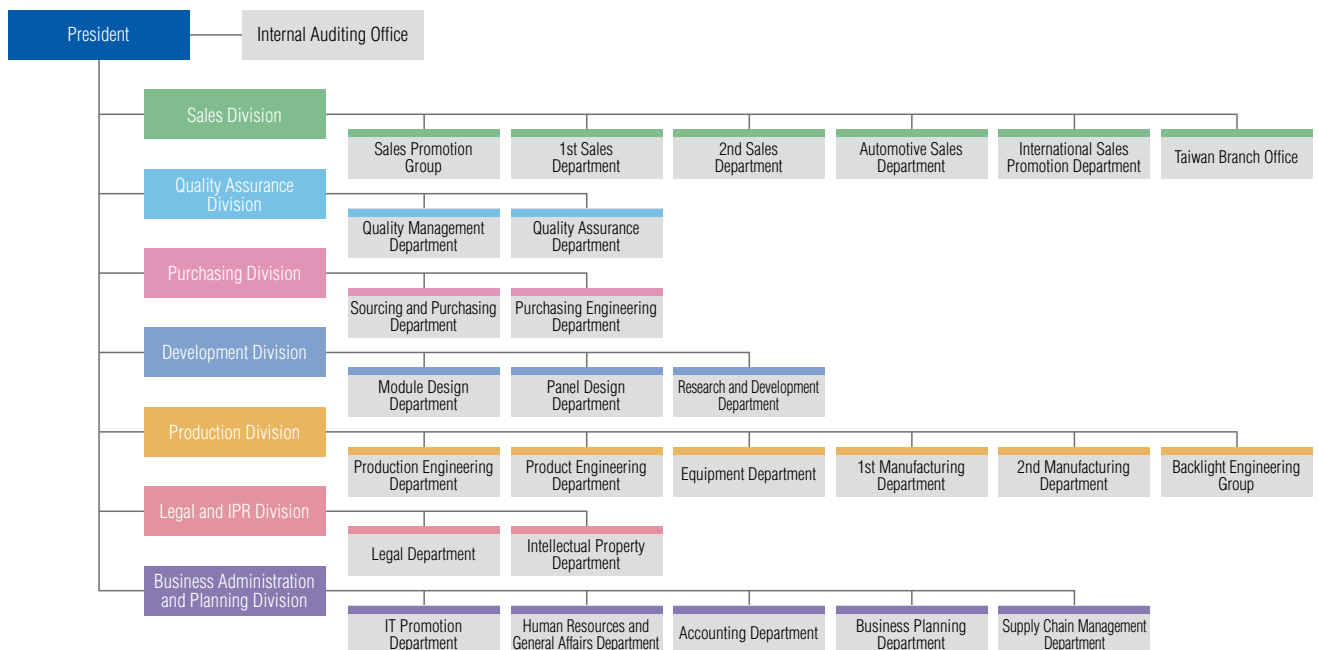 President
Internal Auditing Office
Sales Division
Sales Promotion
Group
1st Sales
Department
2nd Sales
Department
Automotive Sales
Department
International Sales
Promotion Department
Taiwan Branch Office
Quality Assurance
Division
Quality Management
Department
Quality Assurance
Department
Purchasing Division
Sourcing and Purchasing
Department
Purchasing Engineering
Department
Development Division
Module Design
Department
Panel Design
Department
Research and Development
Department
Production Division
Production Engineering
Department
Product Engineering
Department
Equipment Department
1st Manufacturing
Department
2nd Manufacturing
Department
Backlight Engineering
Group
Legal and IPR Division
Legal Department
Intellectual Property
Department
Business Administration
and Planning Division
IT Promotion
Department
Human Resources and
General Affairs Department
Accounting Department
Business Planning
Department
Supply Chain Management
Department